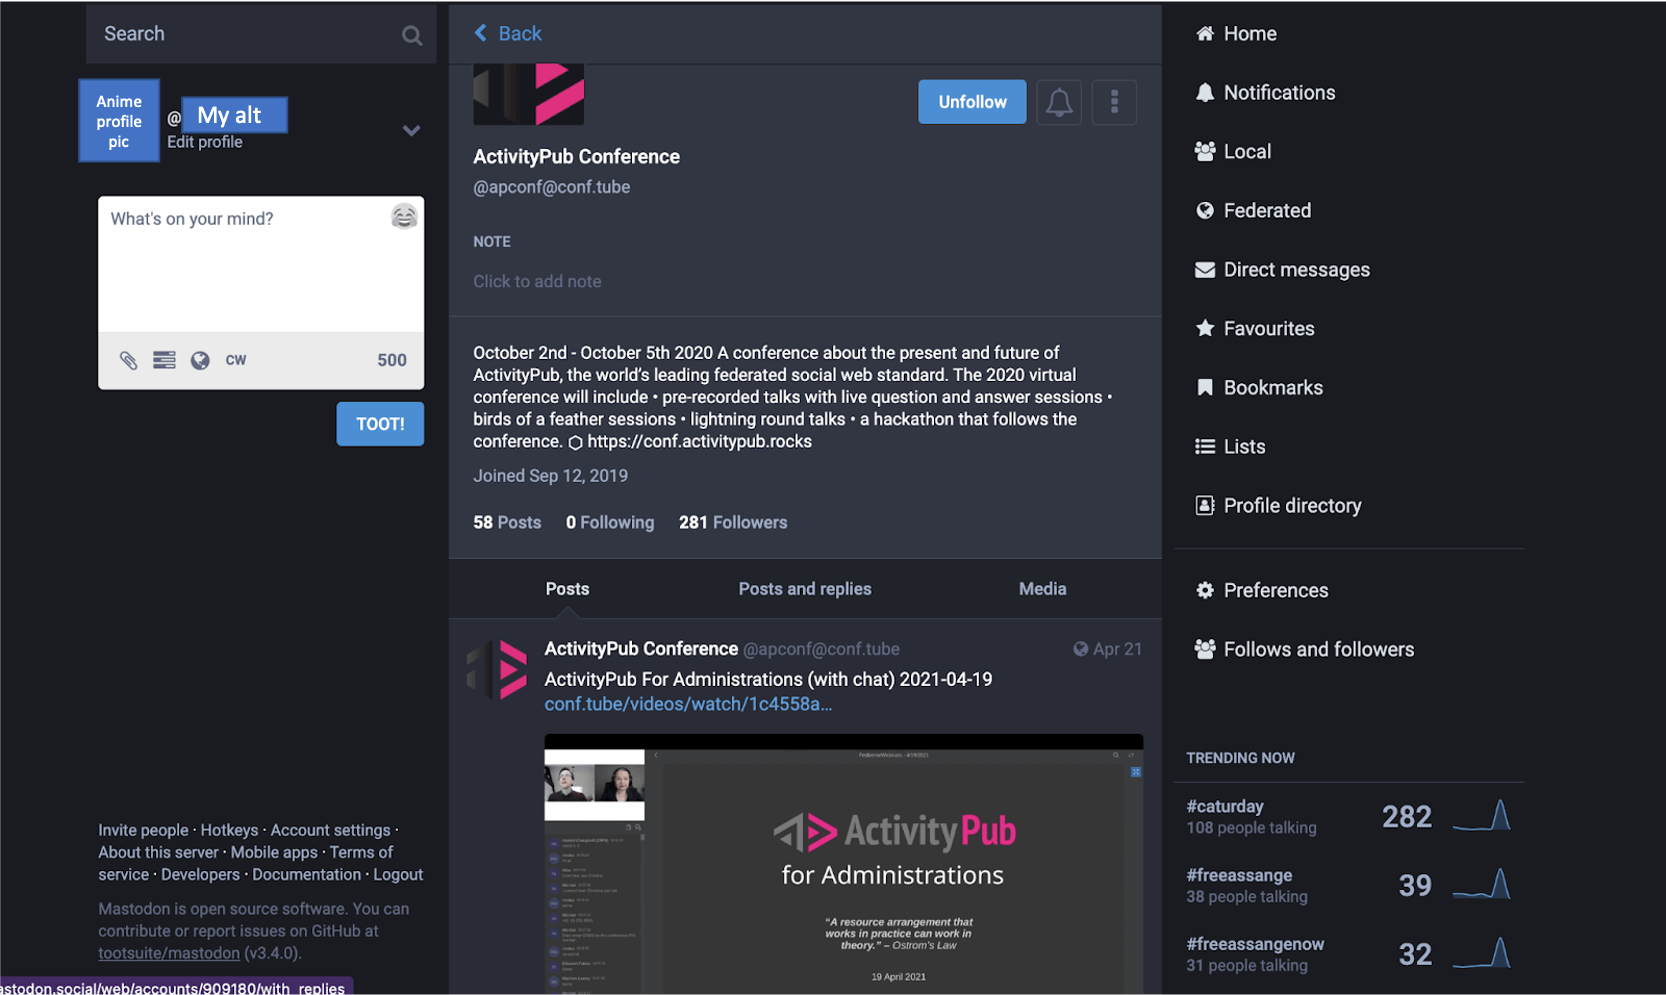 Search
Anime
profile
pic
@ My alt
Edit profile
What's on your mind?
CW
500
TOOT!
Invite people · Hotkeys · Account settings ·
About this server · Mobile apps · Terms of
service · Developers · Documentation · Logout
Mastodon is open source software. You can
contribute or report issues on GitHub at
tootsuite/mastodon (v3.4.0).
astodon.social/web/accounts/909180/with_replies
Back
Unfollow
ActivityPub Conference
@apconf@conf.tube
NOTE
Click to add note
October 2nd - October 5th 2020 A conference about the present and future of
ActivityPub, the world's leading federated social web standard. The 2020 virtual
conference will include • pre-recorded talks with live question and answer sessions •
birds of a feather sessions • lightning round talks • a hackathon that follows the
conference. ⬡ https://conf.activitypub.rocks
Joined Sep 12, 2019
58 Posts 0 Following 281 Followers
Posts Posts and replies Media
ActivityPub Conference @apconf@conf.tube Apr 21
ActivityPub For Administrations (with chat) 2021-04-19
conf.tube/videos/watch/1c4558a...
ActivityPub
for Administrations
“A resource arrangement that
works in practice can work in
theory.” – Ostrom's Law
19 April 2021
Home
Notifications
Local
Federated
Direct messages
Favourites
Bookmarks
Lists
Profile directory
Preferences
Follows and followers
TRENDING NOW
#caturday
108 people talking
282
#freeassange
38 people talking
39
#freeassangenow
31 people talking
32